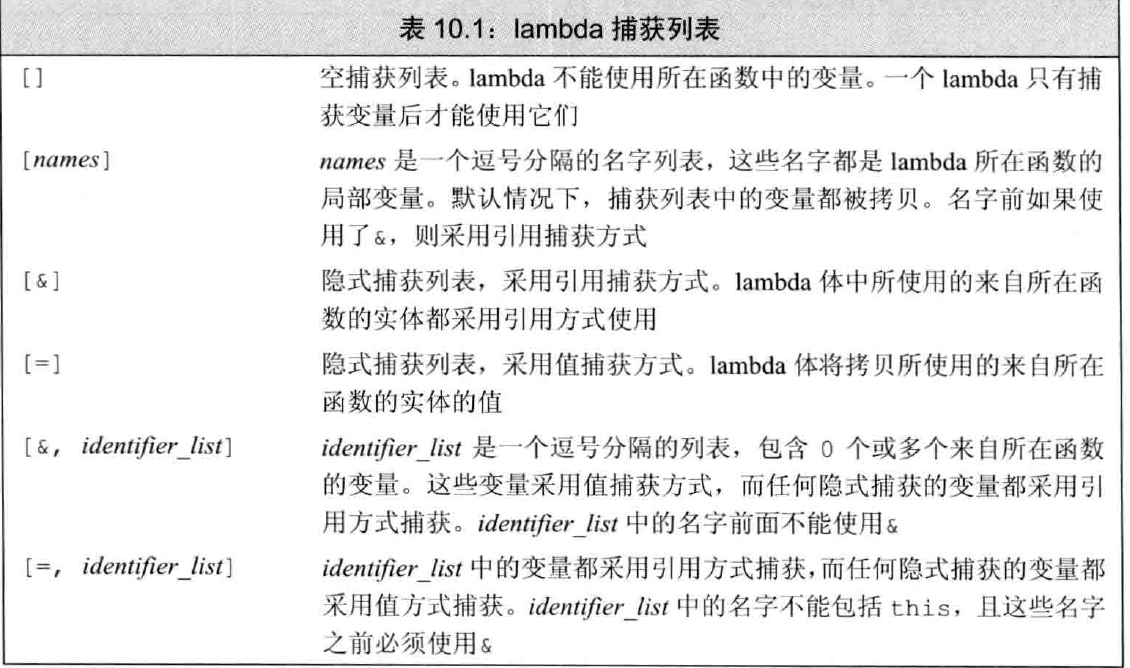 表 10.1：lambda 捕获列表
[] 空捕获列表。lambda 不能使用所在函数中的变量。一个 lambda 只有捕
获变量后才能使用它们
[names] names 是一个逗号分隔的名字列表，这些名字都是 lambda 所在函数的
局部变量。默认情况下，捕获列表中的变量都被拷贝。名字前如果使
用了&，则采用引用捕获方式
[&] 隐式捕获列表，采用引用捕获方式。lambda 体中所使用的来自所在函
数的实体都采用引用方式使用
[=] 隐式捕获列表，采用值捕获方式。lambda 体将拷贝所使用的来自所在
函数的实体的值
[&, identifier_list] identifier_list 是一个逗号分隔的列表，包含 0 个或多个来自所在函数
的变量。这些变量采用值捕获方式，而任何隐式捕获的变量都采用引
用方式捕获。identifier_list 中的名字前面不能使用&
[=, identifier_list] identifier_list 中的变量都采用引用方式捕获，而任何隐式捕获的变量都
采用值方式捕获。identifier_list 中的名字不能包括 this，且这些名字
之前必须使用&